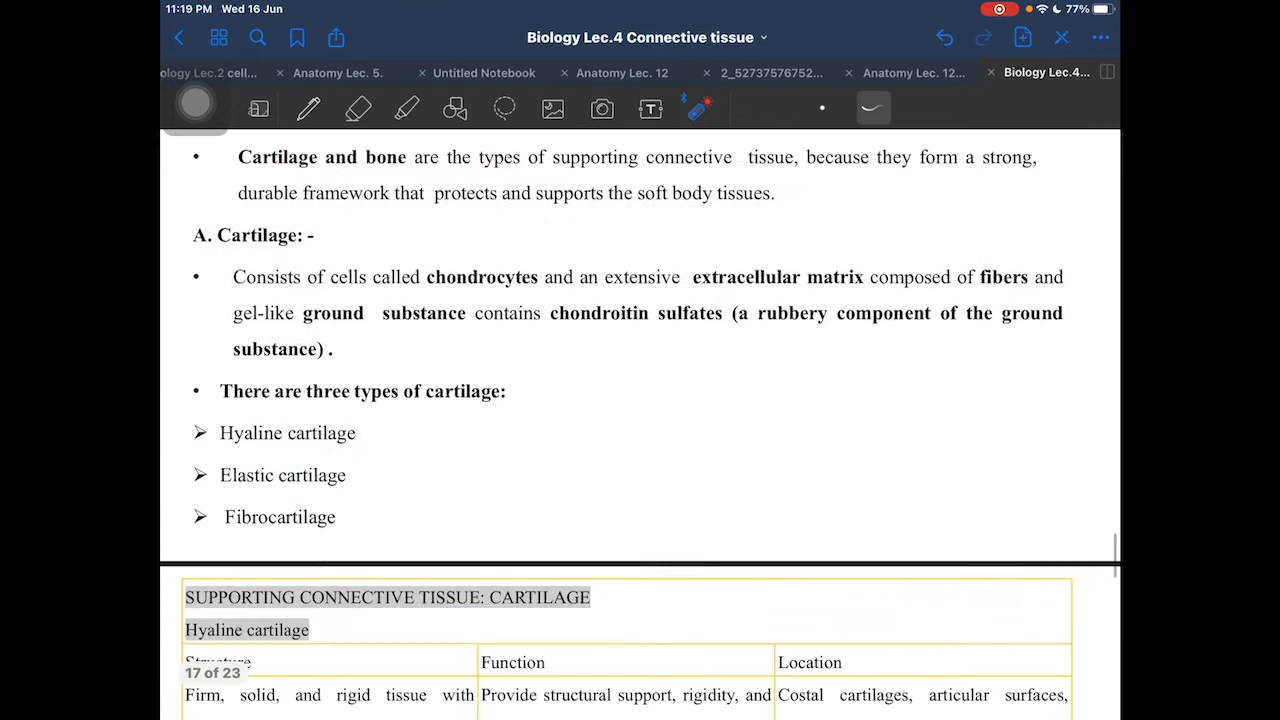 11:19 PM Wed 16 Jun 77%
Biology Lec.4 Connective tissue
ology Lec.2 cell... Anatomy Lec. 5. Untitled Notebook Anatomy Lec. 12 2_52737576752... Anatomy Lec. 12... Biology Lec.4...
• Cartilage and bone are the types of supporting connective tissue, because they form a strong,
durable framework that protects and supports the soft body tissues.
A. Cartilage: -
• Consists of cells called chondrocytes and an extensive extracellular matrix composed of fibers and
gel-like ground substance contains chondroitin sulfates (a rubbery component of the ground
substance) .
• There are three types of cartilage:
➢ Hyaline cartilage
➢ Elastic cartilage
➢ Fibrocartilage
SUPPORTING CONNECTIVE TISSUE: CARTILAGE
Hyaline cartilage
Structure Function Location
17 of 23
Firm, solid, and rigid tissue with Provide structural support, rigidity, and Costal cartilages, articular surfaces,